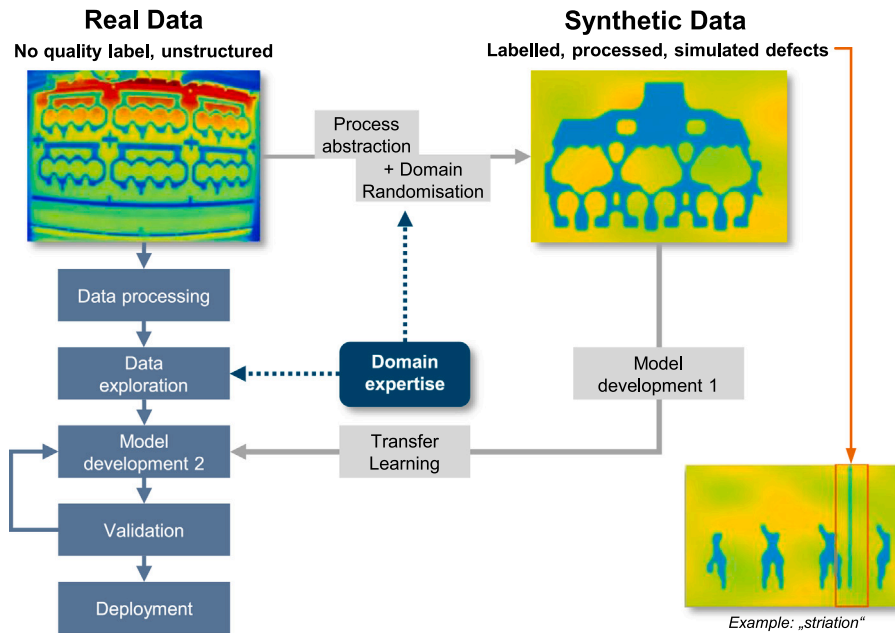 Real Data
No quality label, unstructured
Synthetic Data
Labelled, processed, simulated defects
Process
abstraction
+ Domain
Randomisation
Data processing
Data
exploration
Domain
expertise
Model
development 1
Model
development 2
Transfer
Learning
Validation
Deployment
Example: „striation“